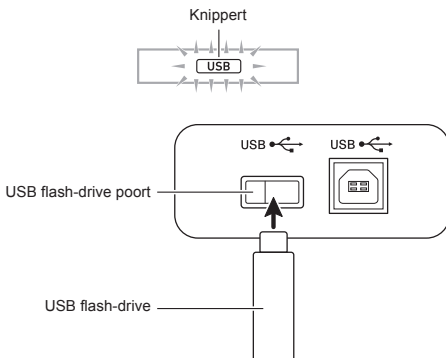 Knippert
USB
USB USB
USB flash-drive poort
USB flash-drive